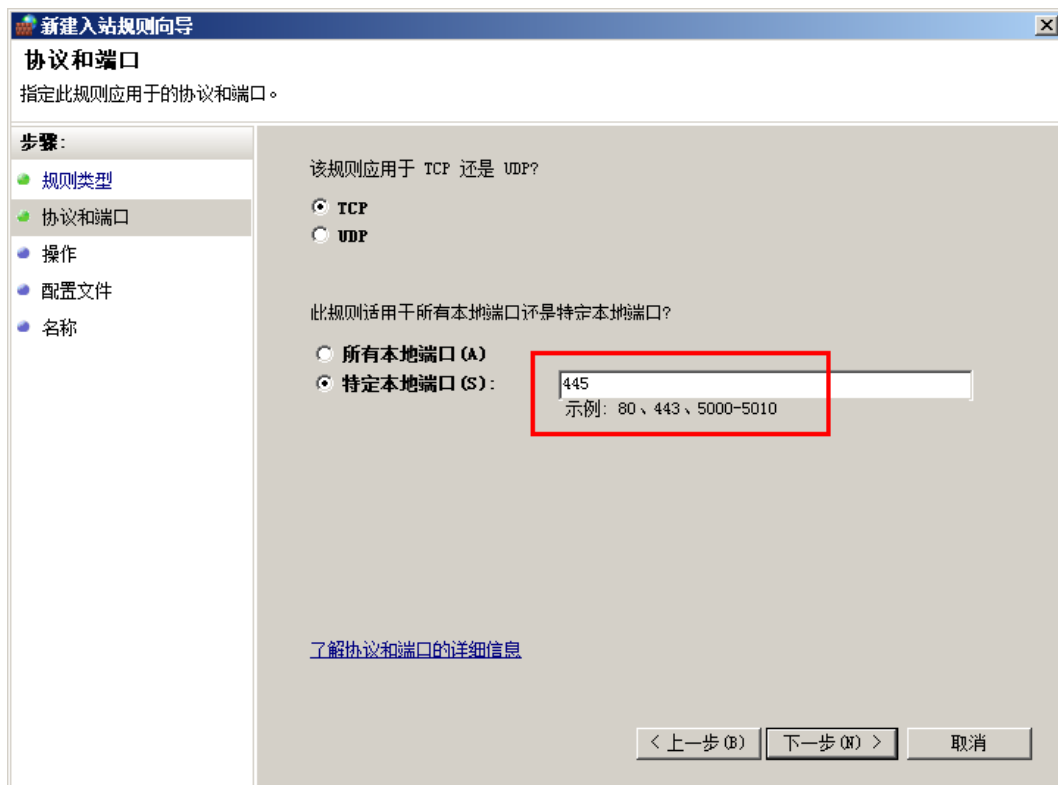 新建入站规则向导
协议和端口
指定此规则应用于的协议和端口。
步骤:
规则类型
协议和端口
操作
配置文件
名称
该规则应用于 TCP 还是 UDP?
TCP
UDP
此规则适用于所有本地端口还是特定本地端口?
所有本地端口(A)
特定本地端口(S):
445
示例: 80、443、5000-5010
了解协议和端口的详细信息
< 上一步(B)
下一步(N) >
取消